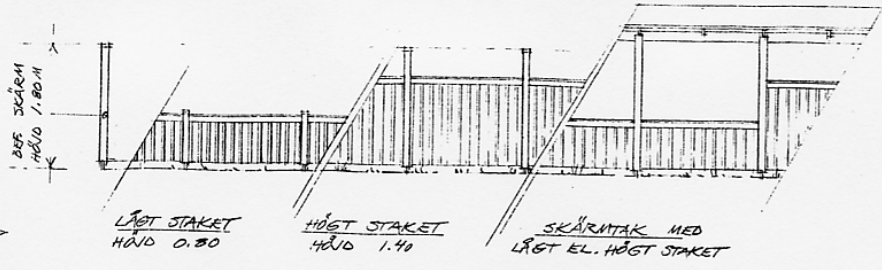 BEF. SKÄRM
HÖJD 1.80 M
LÅGT STAKET
HÖJD 0.80
HÖGT STAKET
HÖJD 1.40
SKÄRMTAK MED
LÅGT EL. HÖGT STAKET